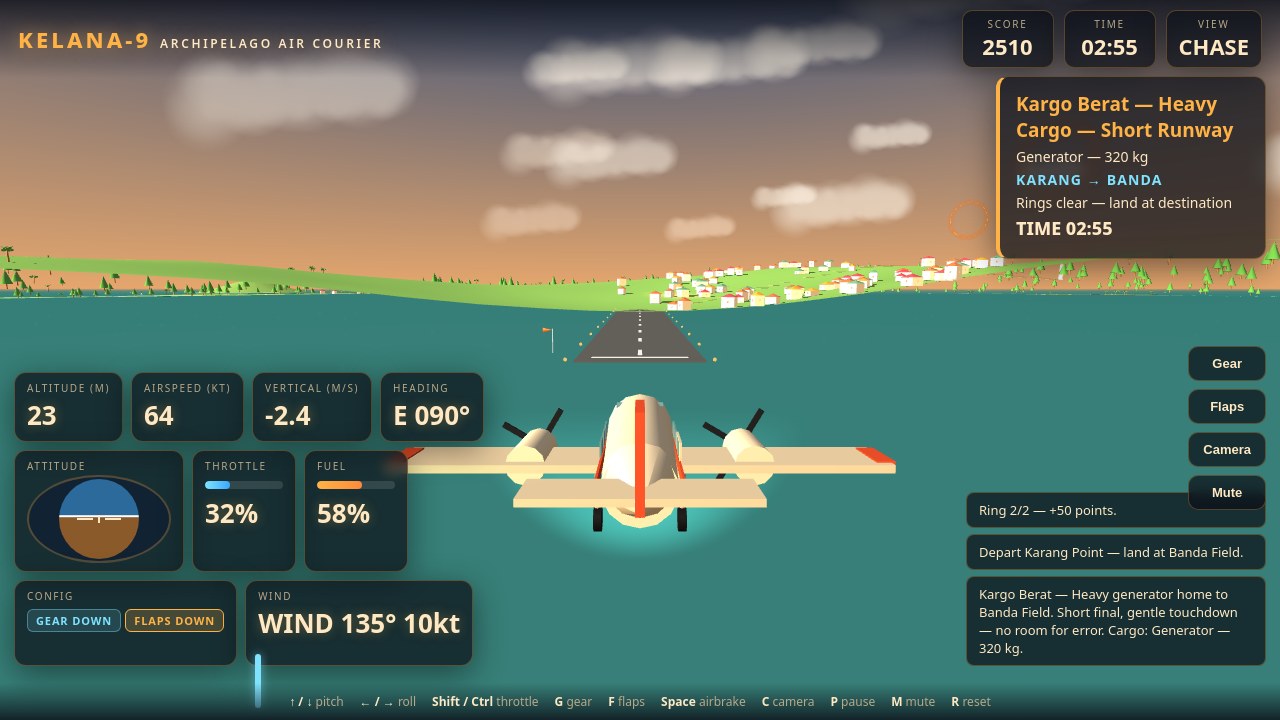 KELANA-9 ARCHIPELAGO AIR COURIER
SCORE
2510
TIME
02:55
VIEW
CHASE
Kargo Berat — Heavy
Cargo — Short Runway
Generator — 320 kg
KARANG → BANDA
Rings clear — land at destination
TIME 02:55
ALTITUDE (M)
23
AIRSPEED (KT)
64
VERTICAL (M/S)
-2.4
HEADING
E 090°
ATTITUDE
THROTTLE
32%
FUEL
58%
CONFIG
GEAR DOWN
FLAPS DOWN
WIND
WIND 135° 10kt
Gear
Flaps
Camera
Mute
Ring 2/2 — +50 points.
Depart Karang Point — land at Banda Field.
Kargo Berat — Heavy generator home to
Banda Field. Short final, gentle touchdown
— no room for error. Cargo: Generator —
320 kg.
↑ / ↓ pitch ← / → roll Shift / Ctrl throttle G gear F flaps Space airbrake C camera P pause M mute R reset